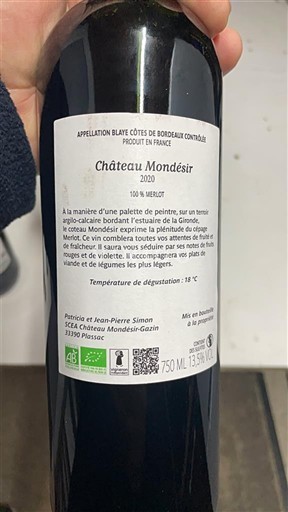 APPELLATION BLAYE CÔTES DE BORDEAUX CONTRÔLÉE
PRODUIT EN FRANCE
Château Mondésir
2020
100 % MERLOT
A la manière d'une palette de peintre, sur un terroir
argilo-calcaire bordant l'estuaire de la Gironde,
le coteau Mondésir exprime la plénitude du cépage
Merlot. Ce vin comblera toutes vos attentes de fruité et
de fraîcheur. Il saura vous séduire par ses notes de fruits
rouges et de violette. Il accompagnera vos plats de
viande et de légumes les plus légers.
Température de dégustation : 18 °C
Patricia et Jean-Pierre Simon
SCEA Château Mondésir-Gazin
33390 Plassac
Mis en bouteille
à la propriété
AB
CONTIENT
DES SULFITES
750 ML 13,5% VOL